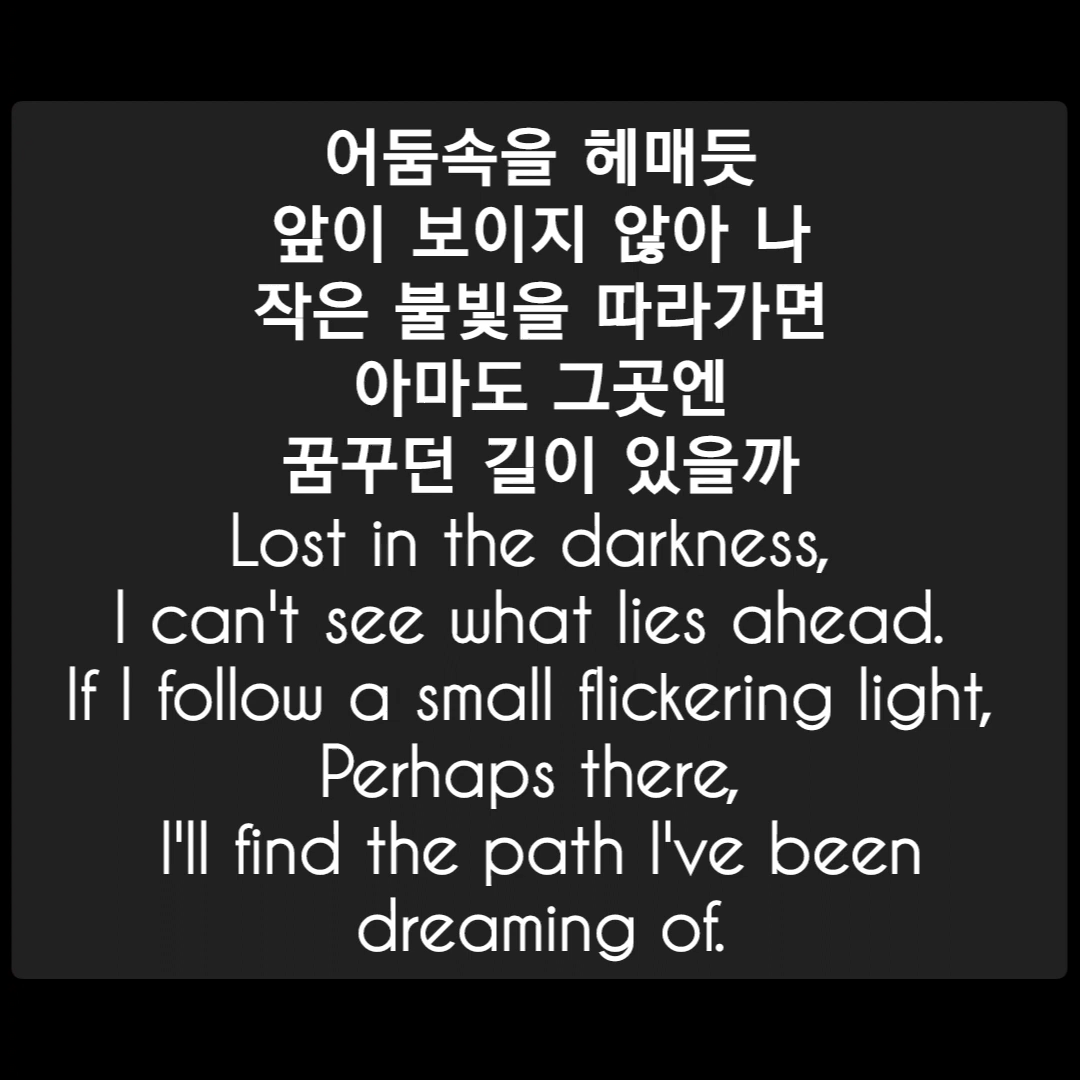 어둠속을 헤매듯
앞이 보이지 않아 나
작은 불빛을 따라가면
아마도 그곳엔
꿈꾸던 길이 있을까
Lost in the darkness,
I can't see what lies ahead.
If I follow a small flickering light,
Perhaps there,
I'll find the path I've been
dreaming of.